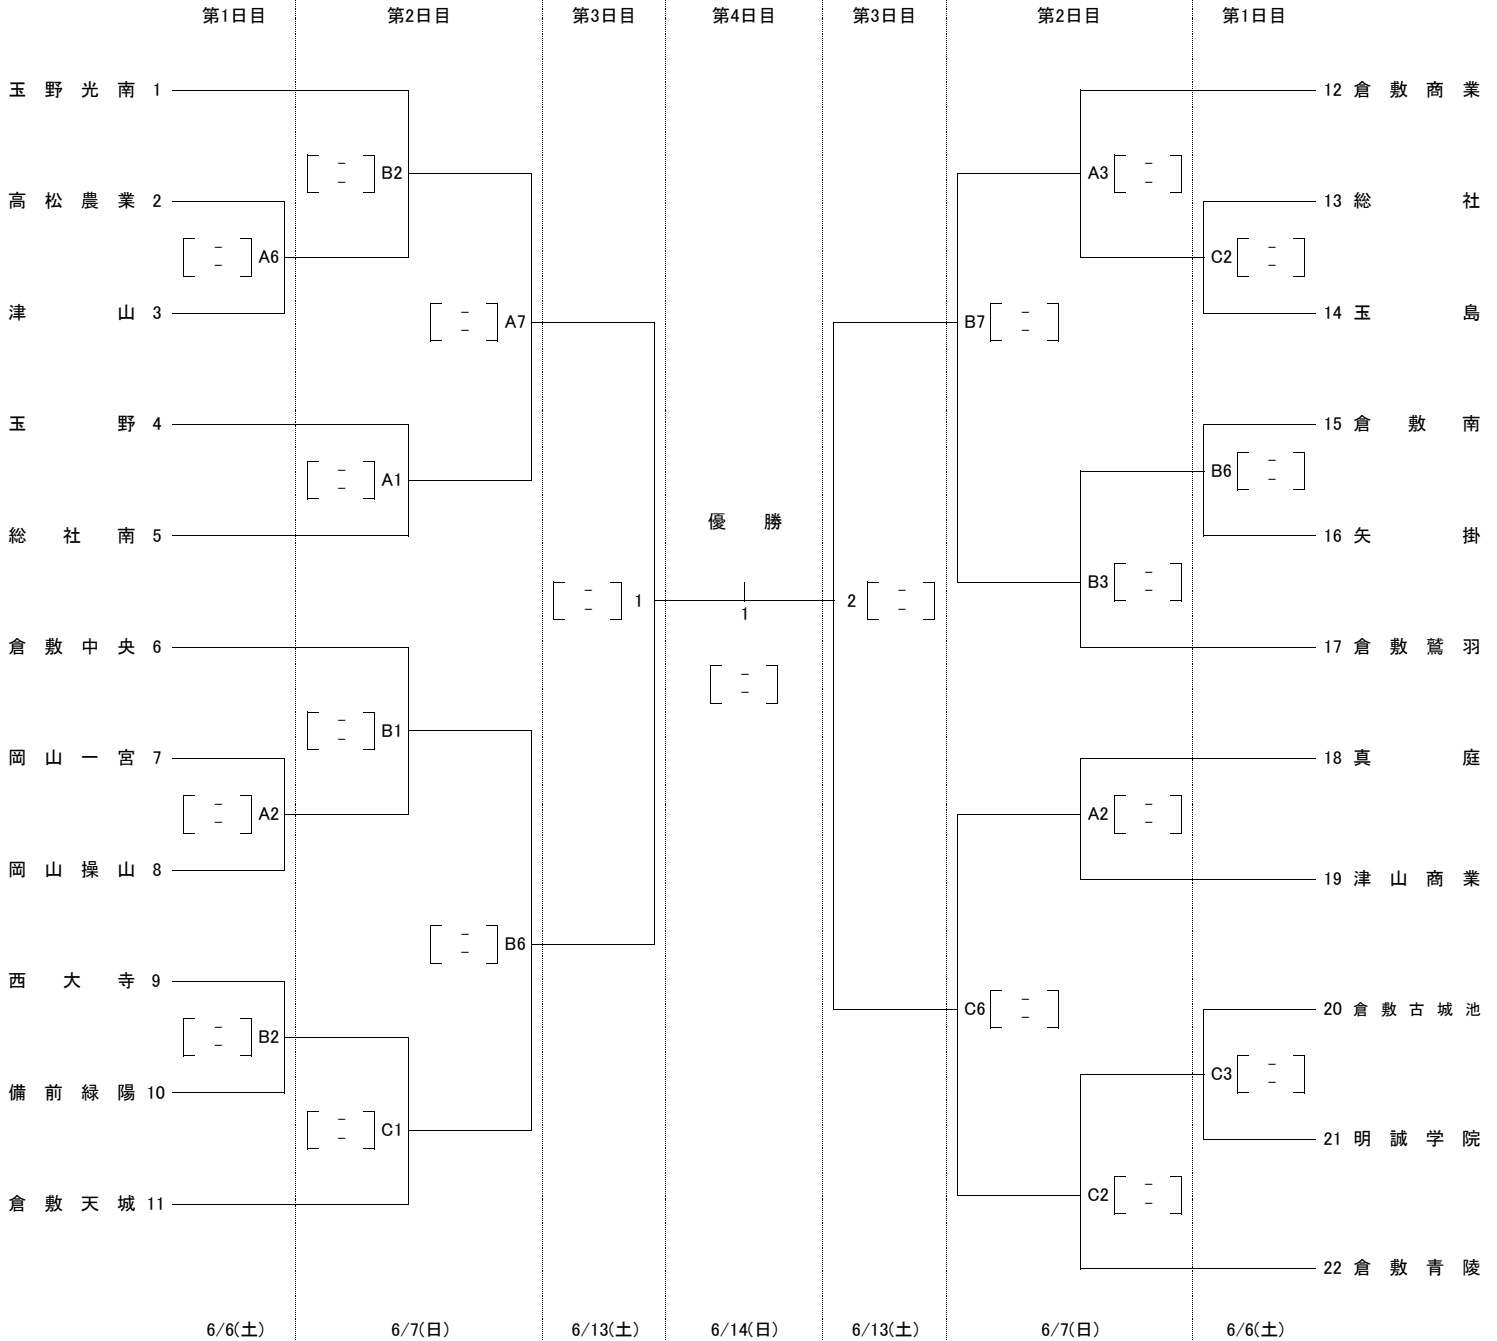 第1日目 第2日目 第3日目 第4日目 第3日目 第2日目 第1日目
玉野光南 1 12 倉敷商業
[ - - ] B2 A3 [ - - ]
高松農業 2 13 総社
[ - - ] A6 C2 [ - - ]
津山 3 14 玉島
[ - - ] A7 B7 [ - - ]
玉野 4 15 倉敷南
[ - - ] A1 B6 [ - - ]
優勝
総社南 5 16 矢掛
B3 [ - - ]
[ - - ] 1 1 2 [ - - ]
倉敷中央 6 17 倉敷鷲羽
[ - - ]
[ - - ] B1
岡山一宮 7 18 真庭
[ - - ] A2 A2 [ - - ]
岡山操山 8 19 津山商業
[ - - ] B6
西大寺 9 20 倉敷古城池
C6 [ - - ]
[ - - ] B2 C3 [ - - ]
備前緑陽 10
[ - - ] C1 21 明誠学院
倉敷天城 11 C2 [ - - ]
22 倉敷青陵
6/6(土) 6/7(日) 6/13(土) 6/14(日) 6/13(土) 6/7(日) 6/6(土)